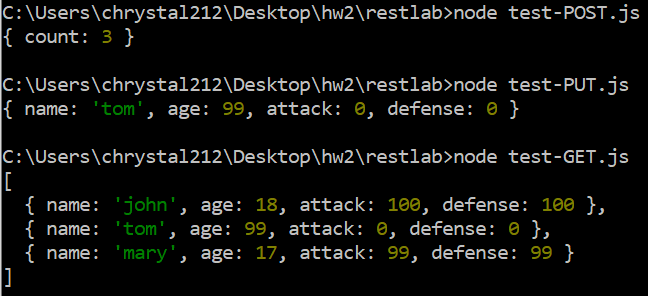 C:\Users\chrystal212\Desktop\hw2\restlab>node test-POST.js
{ count: 3 }
C:\Users\chrystal212\Desktop\hw2\restlab>node test-PUT.js
{ name: 'tom', age: 99, attack: 0, defense: 0 }
C:\Users\chrystal212\Desktop\hw2\restlab>node test-GET.js
[
  { name: 'john', age: 18, attack: 100, defense: 100 },
  { name: 'tom', age: 99, attack: 0, defense: 0 },
  { name: 'mary', age: 17, attack: 99, defense: 99 }
]